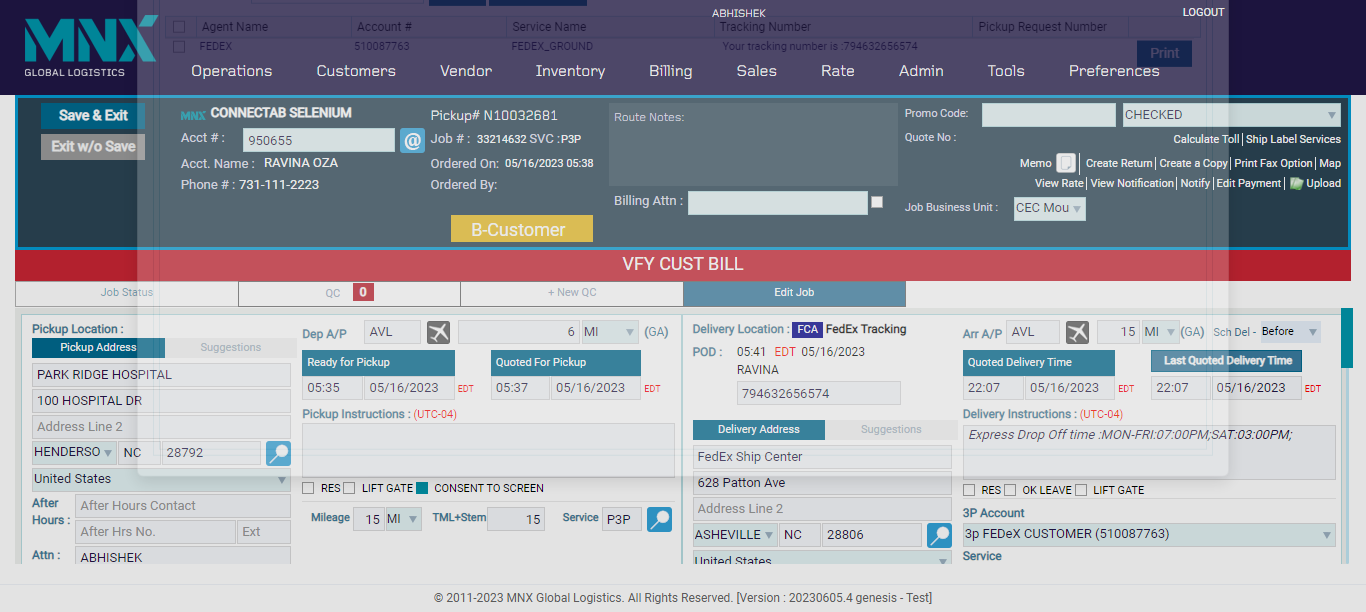 ABHISHEK LOGOUT
Agent Name Account # Service Name Tracking Number Pickup Request Number
FEDEX 510087763 FEDEX_GROUND Your tracking number is :794632656574
Print
MNX
GLOBAL LOGISTICS
Operations Customers Vendor Inventory Billing Sales Rate Admin Tools Preferences
Save & Exit
Exit w/o Save
MNX CONNECTAB SELENIUM
Acct # : 950655 @
Acct. Name : RAVINA OZA
Phone # : 731-111-2223
Pickup# N10032681
Job # : 33214632 SVC :P3P
Ordered On: 05/16/2023 05:38
Ordered By:
B-Customer
Route Notes:
Billing Attn :
Promo Code: CHECKED
Quote No :
Calculate Toll | Ship Label Services
Memo | Create Return | Create a Copy | Print Fax Option | Map
View Rate | View Notification | Notify | Edit Payment | Upload
Job Business Unit : CEC Mou
VFY CUST BILL
Job Status QC 0 + New QC Edit Job
Pickup Location :
Pickup Address Suggestions
PARK RIDGE HOSPITAL
100 HOSPITAL DR
Address Line 2
HENDERSO NC 28792
United States
After Hours : After Hours Contact
After Hrs No. Ext
Attn : ABHISHEK
Dep A/P AVL 6 MI (GA)
Ready for Pickup Quoted For Pickup
05:35 05/16/2023 EDT 05:37 05/16/2023 EDT
Pickup Instructions : (UTC-04)
RES LIFT GATE CONSENT TO SCREEN
Mileage 15 MI TML+Stem 15 Service P3P
Delivery Location : FCA FedEx Tracking
POD : 05:41 EDT 05/16/2023
RAVINA
794632656574
Delivery Address Suggestions
FedEx Ship Center
628 Patton Ave
Address Line 2
ASHEVILLE NC 28806
United States
Arr A/P AVL 15 MI (GA) Sch Del - Before
Quoted Delivery Time Last Quoted Delivery Time
22:07 05/16/2023 EDT 22:07 05/16/2023 EDT
Delivery Instructions : (UTC-04)
Express Drop Off time :MON-FRI:07:00PM;SAT:03:00PM;
RES OK LEAVE LIFT GATE
3P Account
3p FEDeX CUSTOMER (510087763)
Service
© 2011-2023 MNX Global Logistics. All Rights Reserved. [Version : 20230605.4 genesis - Test]